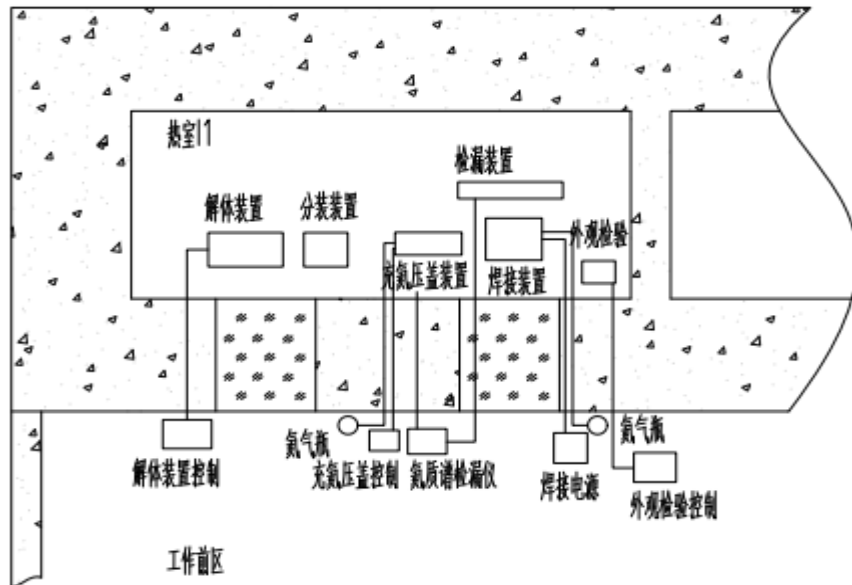 热室11
检漏装置
解体装置
分装装置
外观检验
充氦压盖装置
焊接装置
氦气瓶
氦气瓶
解体装置控制
充氦压盖控制
氦质谱检漏仪
焊接电源
外观检验控制
工作前区